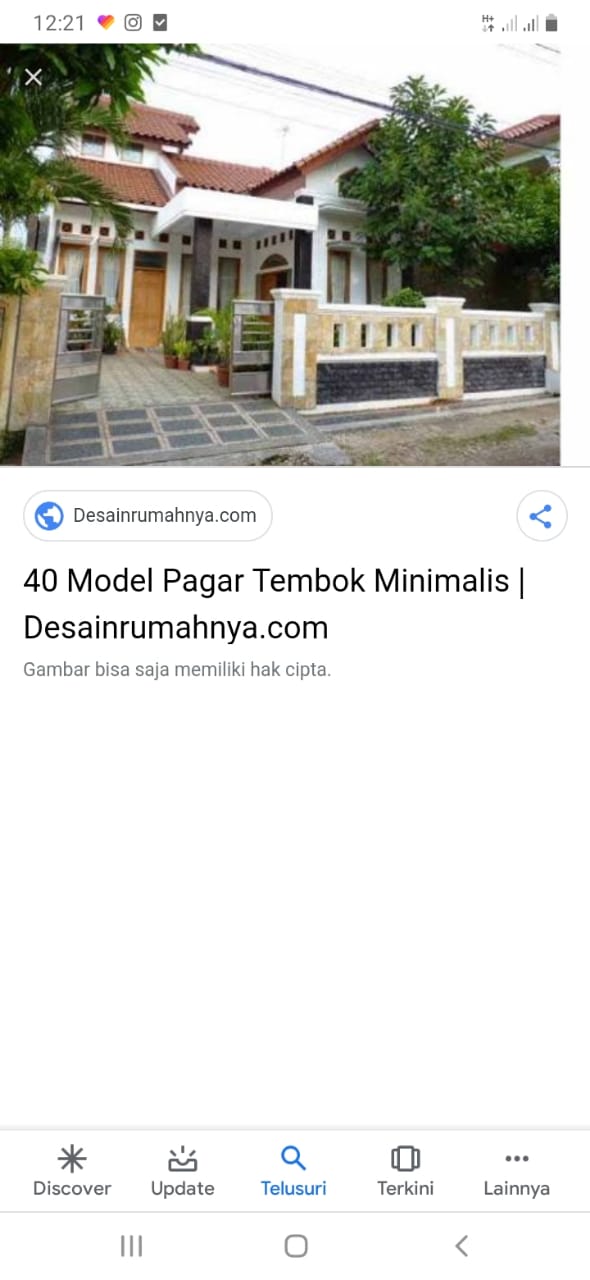 12:21
H+
Desainrumahnya.com
40 Model Pagar Tembok Minimalis |
Desainrumahnya.com
Gambar bisa saja memiliki hak cipta.
Discover Update Telusuri Terkini Lainnya